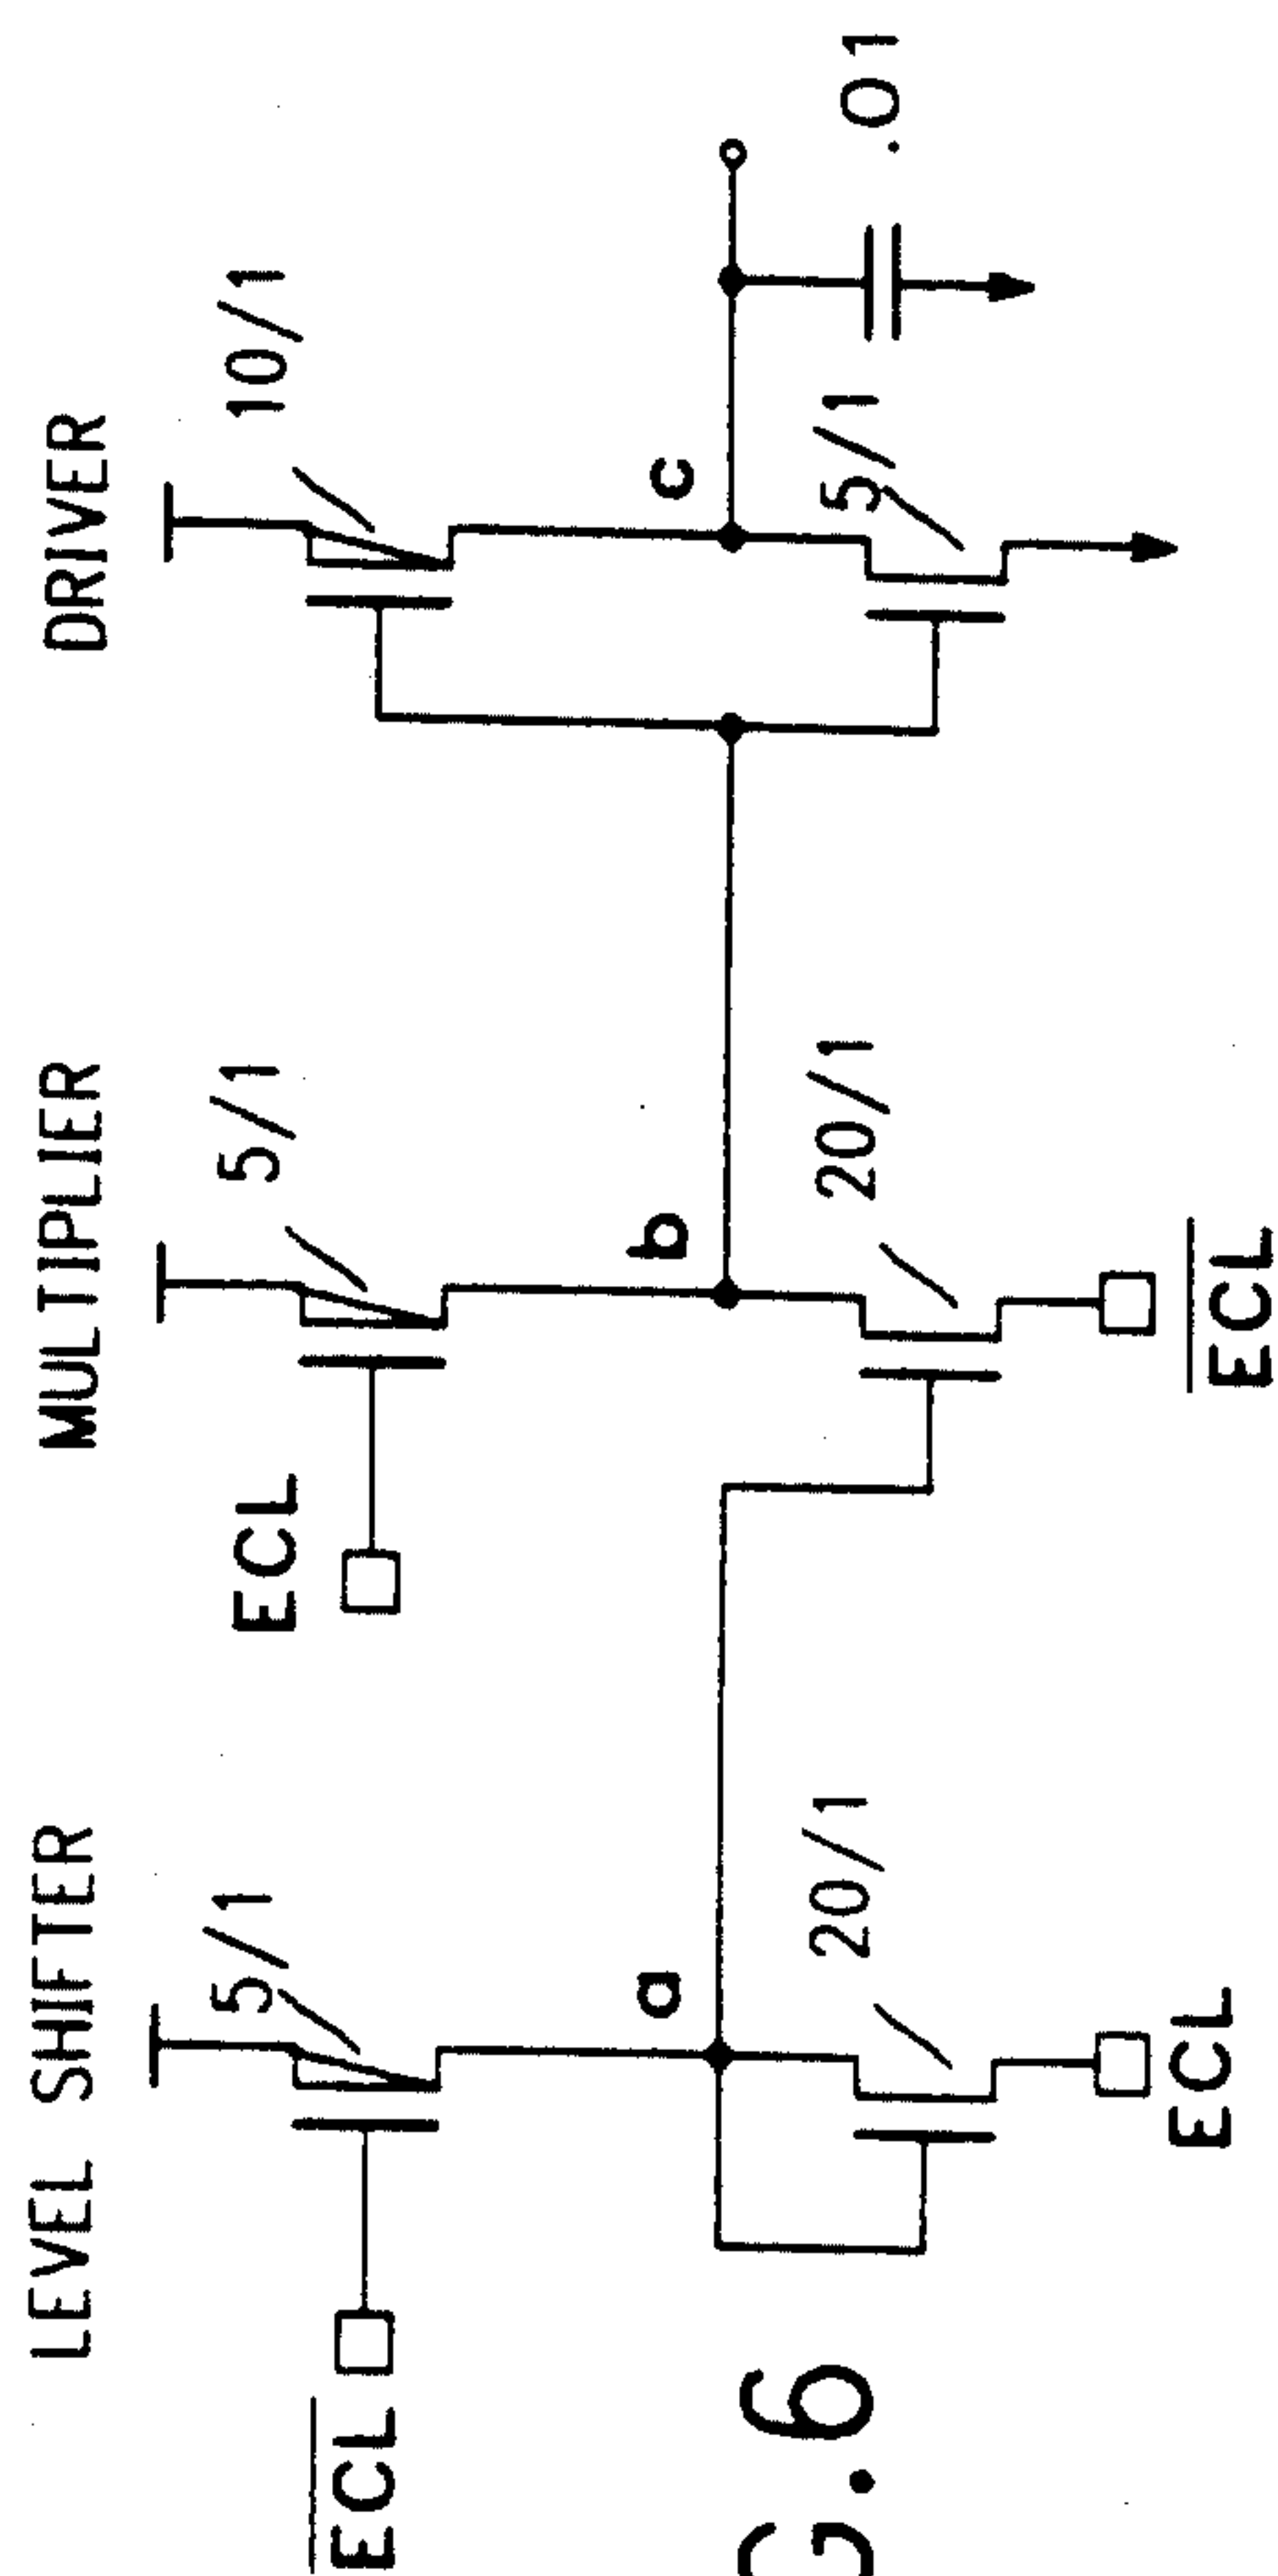 LEVEL SHIFTER
MULTIPLIER
DRIVER
5/1
5/1
10/1
ECL
ECL
a
b
c
20/1
20/1
5/1
.01
ECL
ECL
G.6